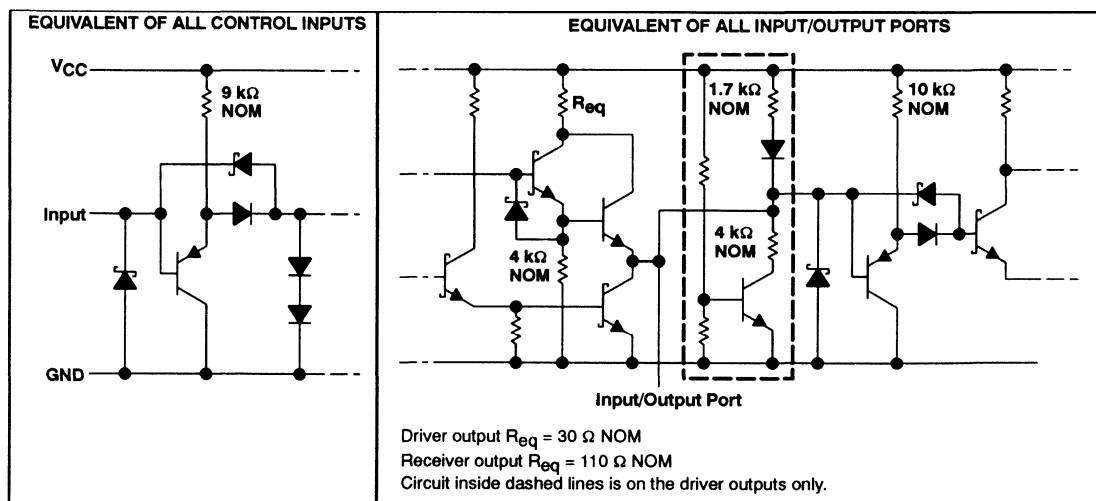 EQUIVALENT OF ALL CONTROL INPUTS
VCC
9 kΩ
NOM
Input
GND
EQUIVALENT OF ALL INPUT/OUTPUT PORTS
Req
4 kΩ
NOM
1.7 kΩ
NOM
4 kΩ
NOM
10 kΩ
NOM
Input/Output Port
Driver output Req = 30 Ω NOM
Receiver output Req = 110 Ω NOM
Circuit inside dashed lines is on the driver outputs only.